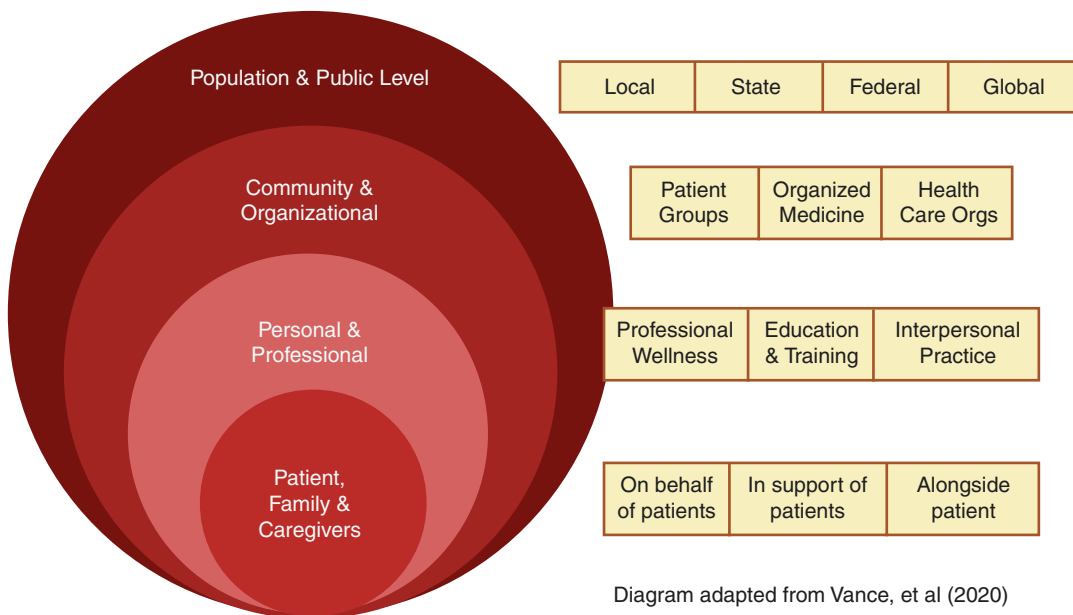 Population & Public Level
Local
State
Federal
Global
Community &
Organizational
Patient
Groups
Organized
Medicine
Health
Care Orgs
Personal &
Professional
Professional
Wellness
Education
& Training
Interpersonal
Practice
Patient,
Family &
Caregivers
On behalf
of patients
In support of
patients
Alongside
patient
Diagram adapted from Vance, et al (2020)